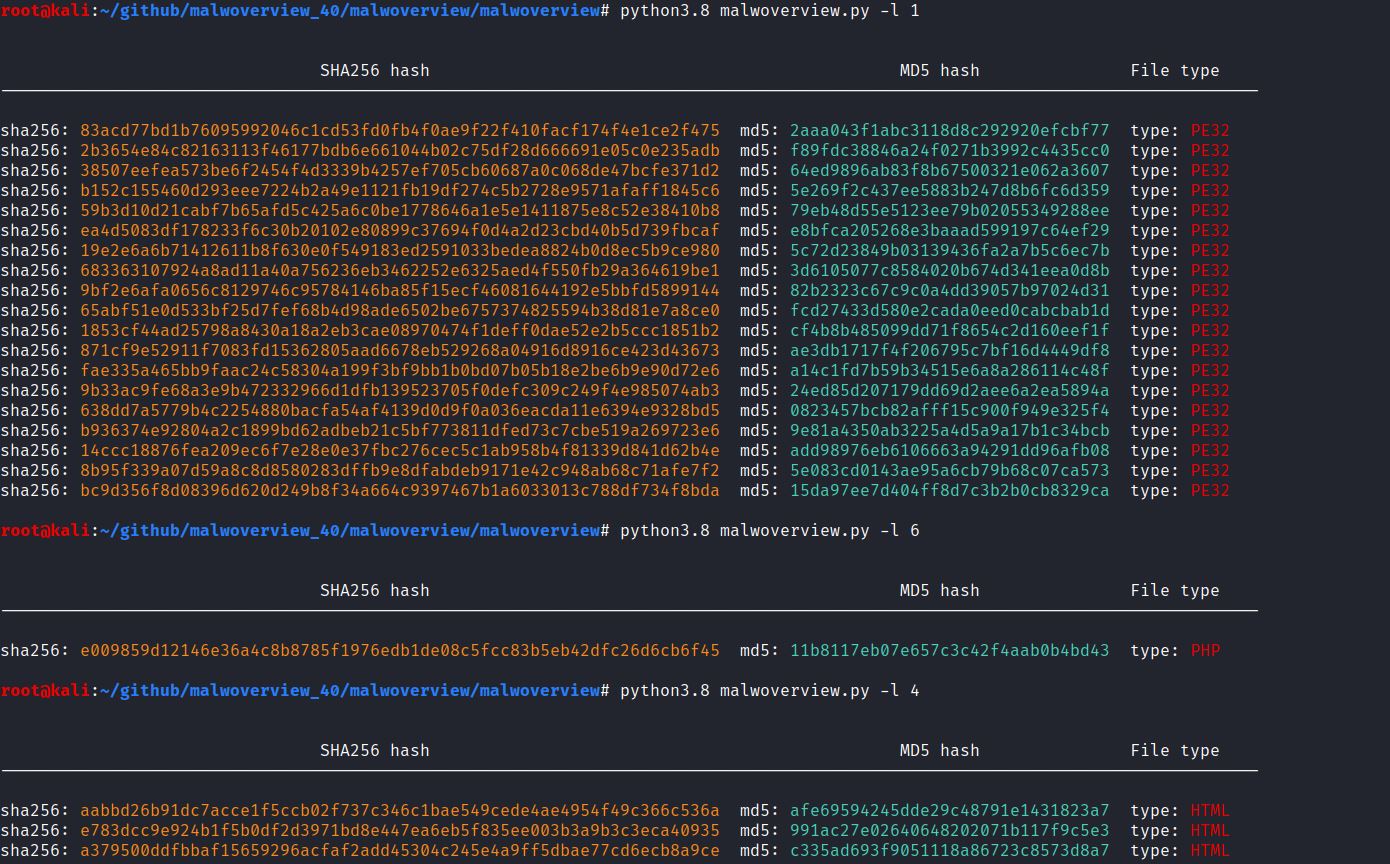 root@kali:~/github/malwoverview_40/malwoverview/malwoverview# python3.8 malwoverview.py -l 1
SHA256 hash MD5 hash File type
sha256: 83acd77bd1b76095992046c1cd53fd0fb4f0ae9f22f410facf174f4e1ce2f475 md5: 2aaa043f1abc3118d8c292920efcbf77 type: PE32
sha256: 2b3654e84c82163113f46177bdb6e661044b02c75df28d666691e05c0e235adb md5: f89fdc38846a24f0271b3992c4435cc0 type: PE32
sha256: 38507eefea573be6f2454f4d3339b4257ef705cb60687a0c068de47bcfe371d2 md5: 64ed9896ab83f8b67500321e062a3607 type: PE32
sha256: b152c155460d293eee7224b2a49e1121fb19df274c5b2728e9571afaff1845c6 md5: 5e269f2c437ee5883b247d8b6fc6d359 type: PE32
sha256: 59b3d10d21cabf7b65afd5c425a6c0be1778646a1e5e1411875e8c52e38410b8 md5: 79eb48d55e5123ee79b02055349288ee type: PE32
sha256: ea4d5083df178233f6c30b20102e80899c37694f0d4a2d23cbd40b5d739fbcaf md5: e8bfca205268e3baaad599197c64ef29 type: PE32
sha256: 19e2e6a6b71412611b8f630e0f549183ed2591033bedea8824b0d8ec5b9ce980 md5: 5c72d23849b03139436fa2a7b5c6ec7b type: PE32
sha256: 683363107924a8ad11a40a756236eb3462252e6325aed4f550fb29a364619be1 md5: 3d6105077c8584020b674d341eea0d8b type: PE32
sha256: 9bf2e6afa0656c8129746c95784146ba85f15ecf46081644192e5bbfd5899144 md5: 82b2323c67c9c0a4dd39057b97024d31 type: PE32
sha256: 65abf51e0d533bf25d7fef68b4d98ade6502be6757374825594b38d81e7a8ce0 md5: fcd27433d580e2cada0eed0cabcbab1d type: PE32
sha256: 1853cf44ad25798a8430a18a2eb3cae08970474f1deff0dae52e2b5ccc1851b2 md5: cf4b8b485099dd71f8654c2d160eef1f type: PE32
sha256: 871cf9e52911f7083fd15362805aad6678eb529268a04916d8916ce423d43673 md5: ae3db1717f4f206795c7bf16d4449df8 type: PE32
sha256: fae335a465bb9faac24c58304a199f3bf9bb1b0bd07b05b18e2be6b9e90d72e6 md5: a14c1fd7b59b34515e6a8a286114c48f type: PE32
sha256: 9b33ac9fe68a3e9b472332966d1dfb139523705f0defc309c249f4e985074ab3 md5: 24ed85d207179dd69d2aee6a2ea5894a type: PE32
sha256: 638dd7a5779b4c2254880bacfa54af4139d0d9f0a036eacda11e6394e9328bd5 md5: 0823457bcb82afff15c900f949e325f4 type: PE32
sha256: b936374e92804a2c1899bd62adbeb21c5bf773811dfed73c7cbe519a269723e6 md5: 9e81a4350ab3225a4d5a9a17b1c34bcb type: PE32
sha256: 14ccc18876fea209ec6f7e28e0e37fbc276cec5c1ab958b4f81339d841d62b4e md5: add98976eb6106663a94291dd96afb08 type: PE32
sha256: 8b95f339a07d59a8c8d8580283dffb9e8dfabdeb9171e42c948ab68c71afe7f2 md5: 5e083cd0143ae95a6cb79b68c07ca573 type: PE32
sha256: bc9d356f8d08396d620d249b8f34a664c9397467b1a6033013c788df734f8bda md5: 15da97ee7d404ff8d7c3b2b0cb8329ca type: PE32
root@kali:~/github/malwoverview_40/malwoverview/malwoverview# python3.8 malwoverview.py -l 6
SHA256 hash MD5 hash File type
sha256: e009859d12146e36a4c8b8785f1976edb1de08c5fcc83b5eb42dfc26d6cb6f45 md5: 11b8117eb07e657c3c42f4aab0b4bd43 type: PHP
root@kali:~/github/malwoverview_40/malwoverview/malwoverview# python3.8 malwoverview.py -l 4
SHA256 hash MD5 hash File type
sha256: aabbd26b91dc7acce1f5ccb02f737c346c1bae549cede4ae4954f49c366c536a md5: afe69594245dde29c48791e1431823a7 type: HTML
sha256: e783dcc9e924b1f5b0df2d3971bd8e447ea6eb5f835ee003b3a9b3c3eca40935 md5: 991ac27e02640648202071b117f9c5e3 type: HTML
sha256: a379500ddfbbaf15659296acfaf2add45304c245e4a9ff5dbae77cd6ecb8a9ce md5: c335ad693f9051118a86723c8573d8a7 type: HTML